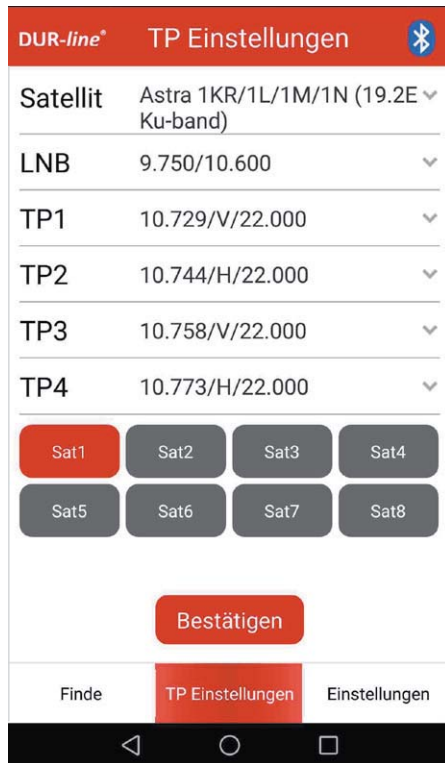 DUR-line® TP Einstellungen
Satellit Astra 1KR/1L/1M/1N (19.2E
Ku-band)
LNB 9.750/10.600
TP1 10.729/V/22.000
TP2 10.744/H/22.000
TP3 10.758/V/22.000
TP4 10.773/H/22.000
Sat1 Sat2 Sat3 Sat4
Sat5 Sat6 Sat7 Sat8
Bestätigen
Finde TP Einstellungen Einstellungen